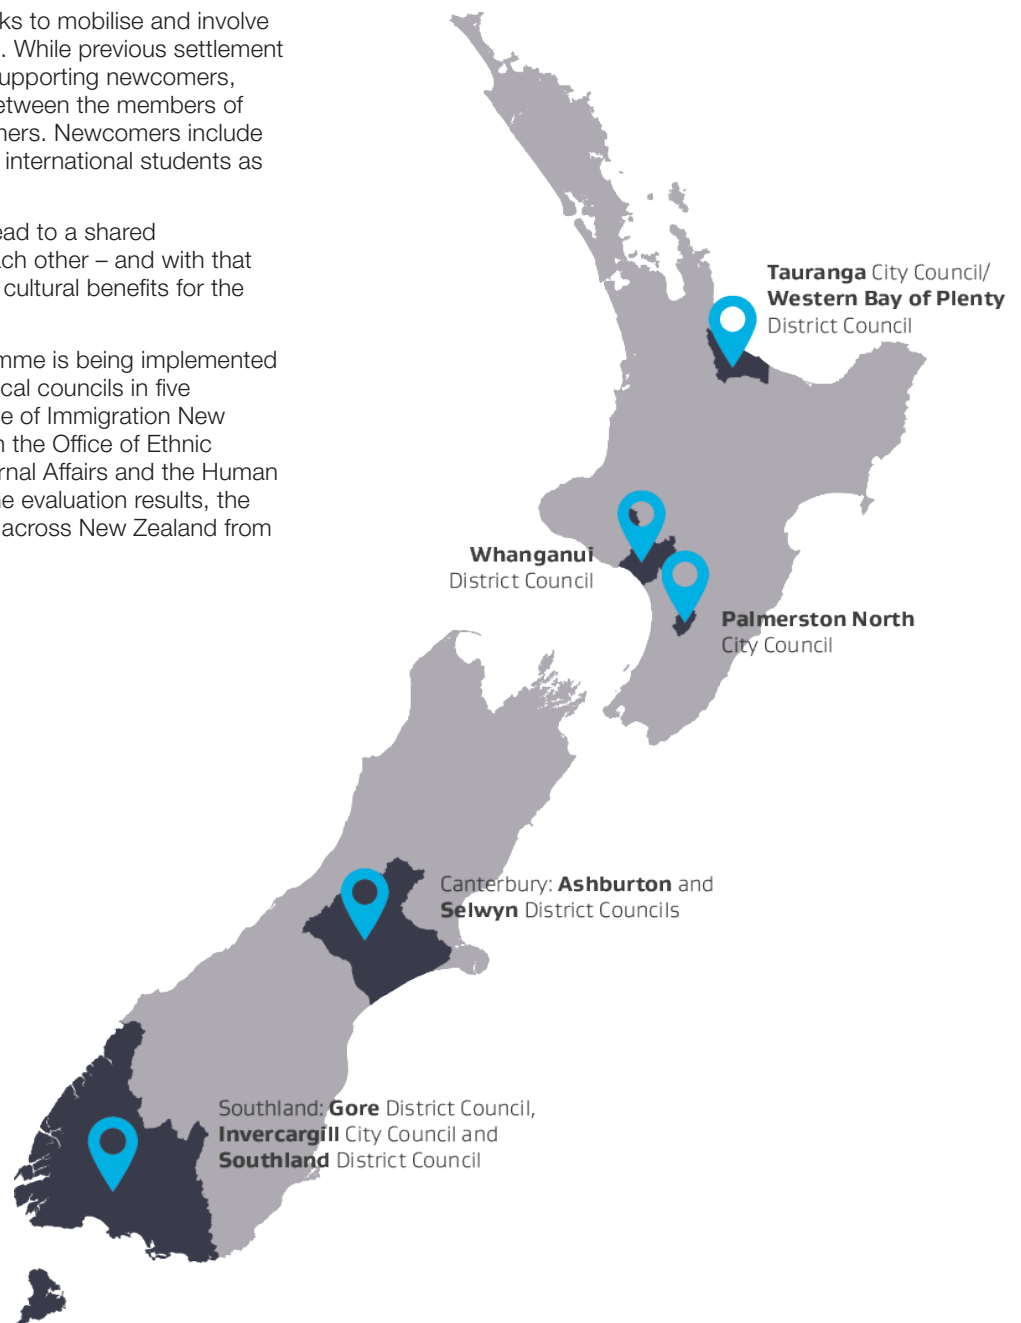 ks to mobilise and involve
. While previous settlement
upporting newcomers,
etween the members of
ners. Newcomers include
international students as
ead to a shared
ach other – and with that
cultural benefits for the
mme is being implemented
cal councils in five
e of Immigration New
n the Office of Ethnic
ernal Affairs and the Human
ne evaluation results, the
across New Zealand from
Tauranga City Council/
Western Bay of Plenty
District Council
Whanganui
District Council
Palmerston North
City Council
Canterbury: Ashburton and
Selwyn District Councils
Southland: Gore District Council,
Invercargill City Council and
Southland District Council